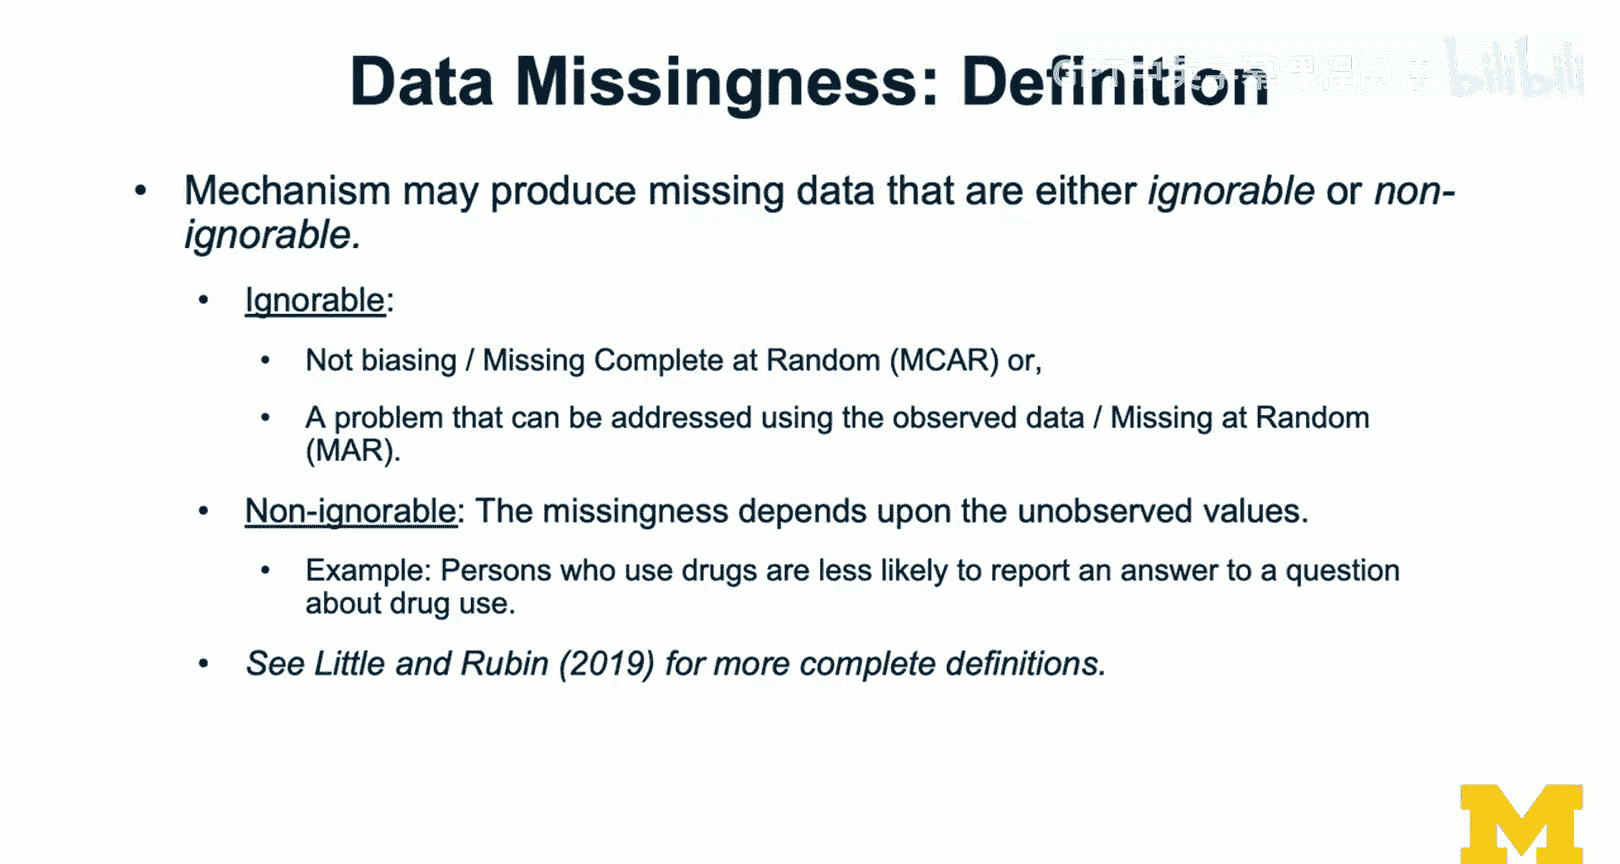 Data Missingness: Definition
bilibili
• Mechanism may produce missing data that are either ignorable or non-
ignorable.
• Ignorable:
• Not biasing / Missing Complete at Random (MCAR) or,
• A problem that can be addressed using the observed data / Missing at Random
(MAR).
• Non-ignorable: The missingness depends upon the unobserved values.
• Example: Persons who use drugs are less likely to report an answer to a question
about drug use.
• See Little and Rubin (2019) for more complete definitions.
M